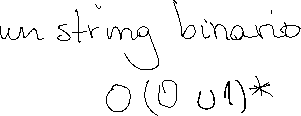 un string binario
0(0 ∪ 1)*